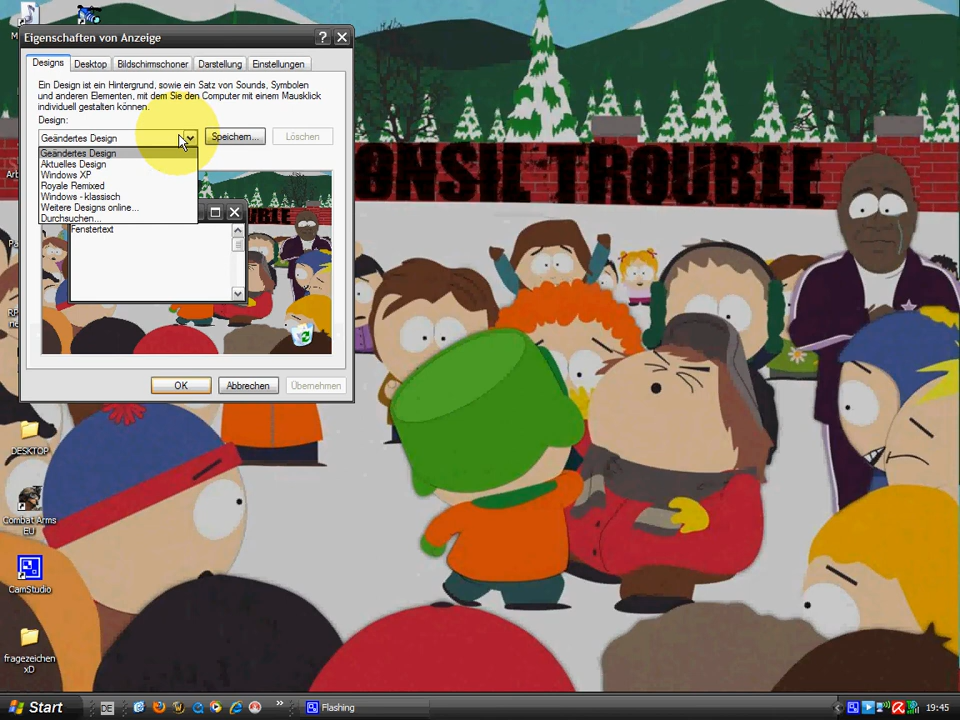 Eigenschaften von Anzeige
Designs Desktop Bildschirmschoner Darstellung Einstellungen
Ein Design ist ein Hintergrund, sowie ein Satz von Sounds, Symbolen
und anderen Elementen, mit dem Sie den Computer mit einem Mausklick
individuell gestalten können.
Design:
Geändertes Design Speichern... Löschen
Geändertes Design
Aktuelles Design
Windows XP
Royale Remixed
Windows - klassisch
Weitere Designs online...
Durchsuchen...
Fenstertext
OK Abbrechen Übernehmen
ONSIL TROUBLE
DESKTOP
Combat Arms
EU
CamStudio
fragezeichen
xD
Start DE Flashing 19:45